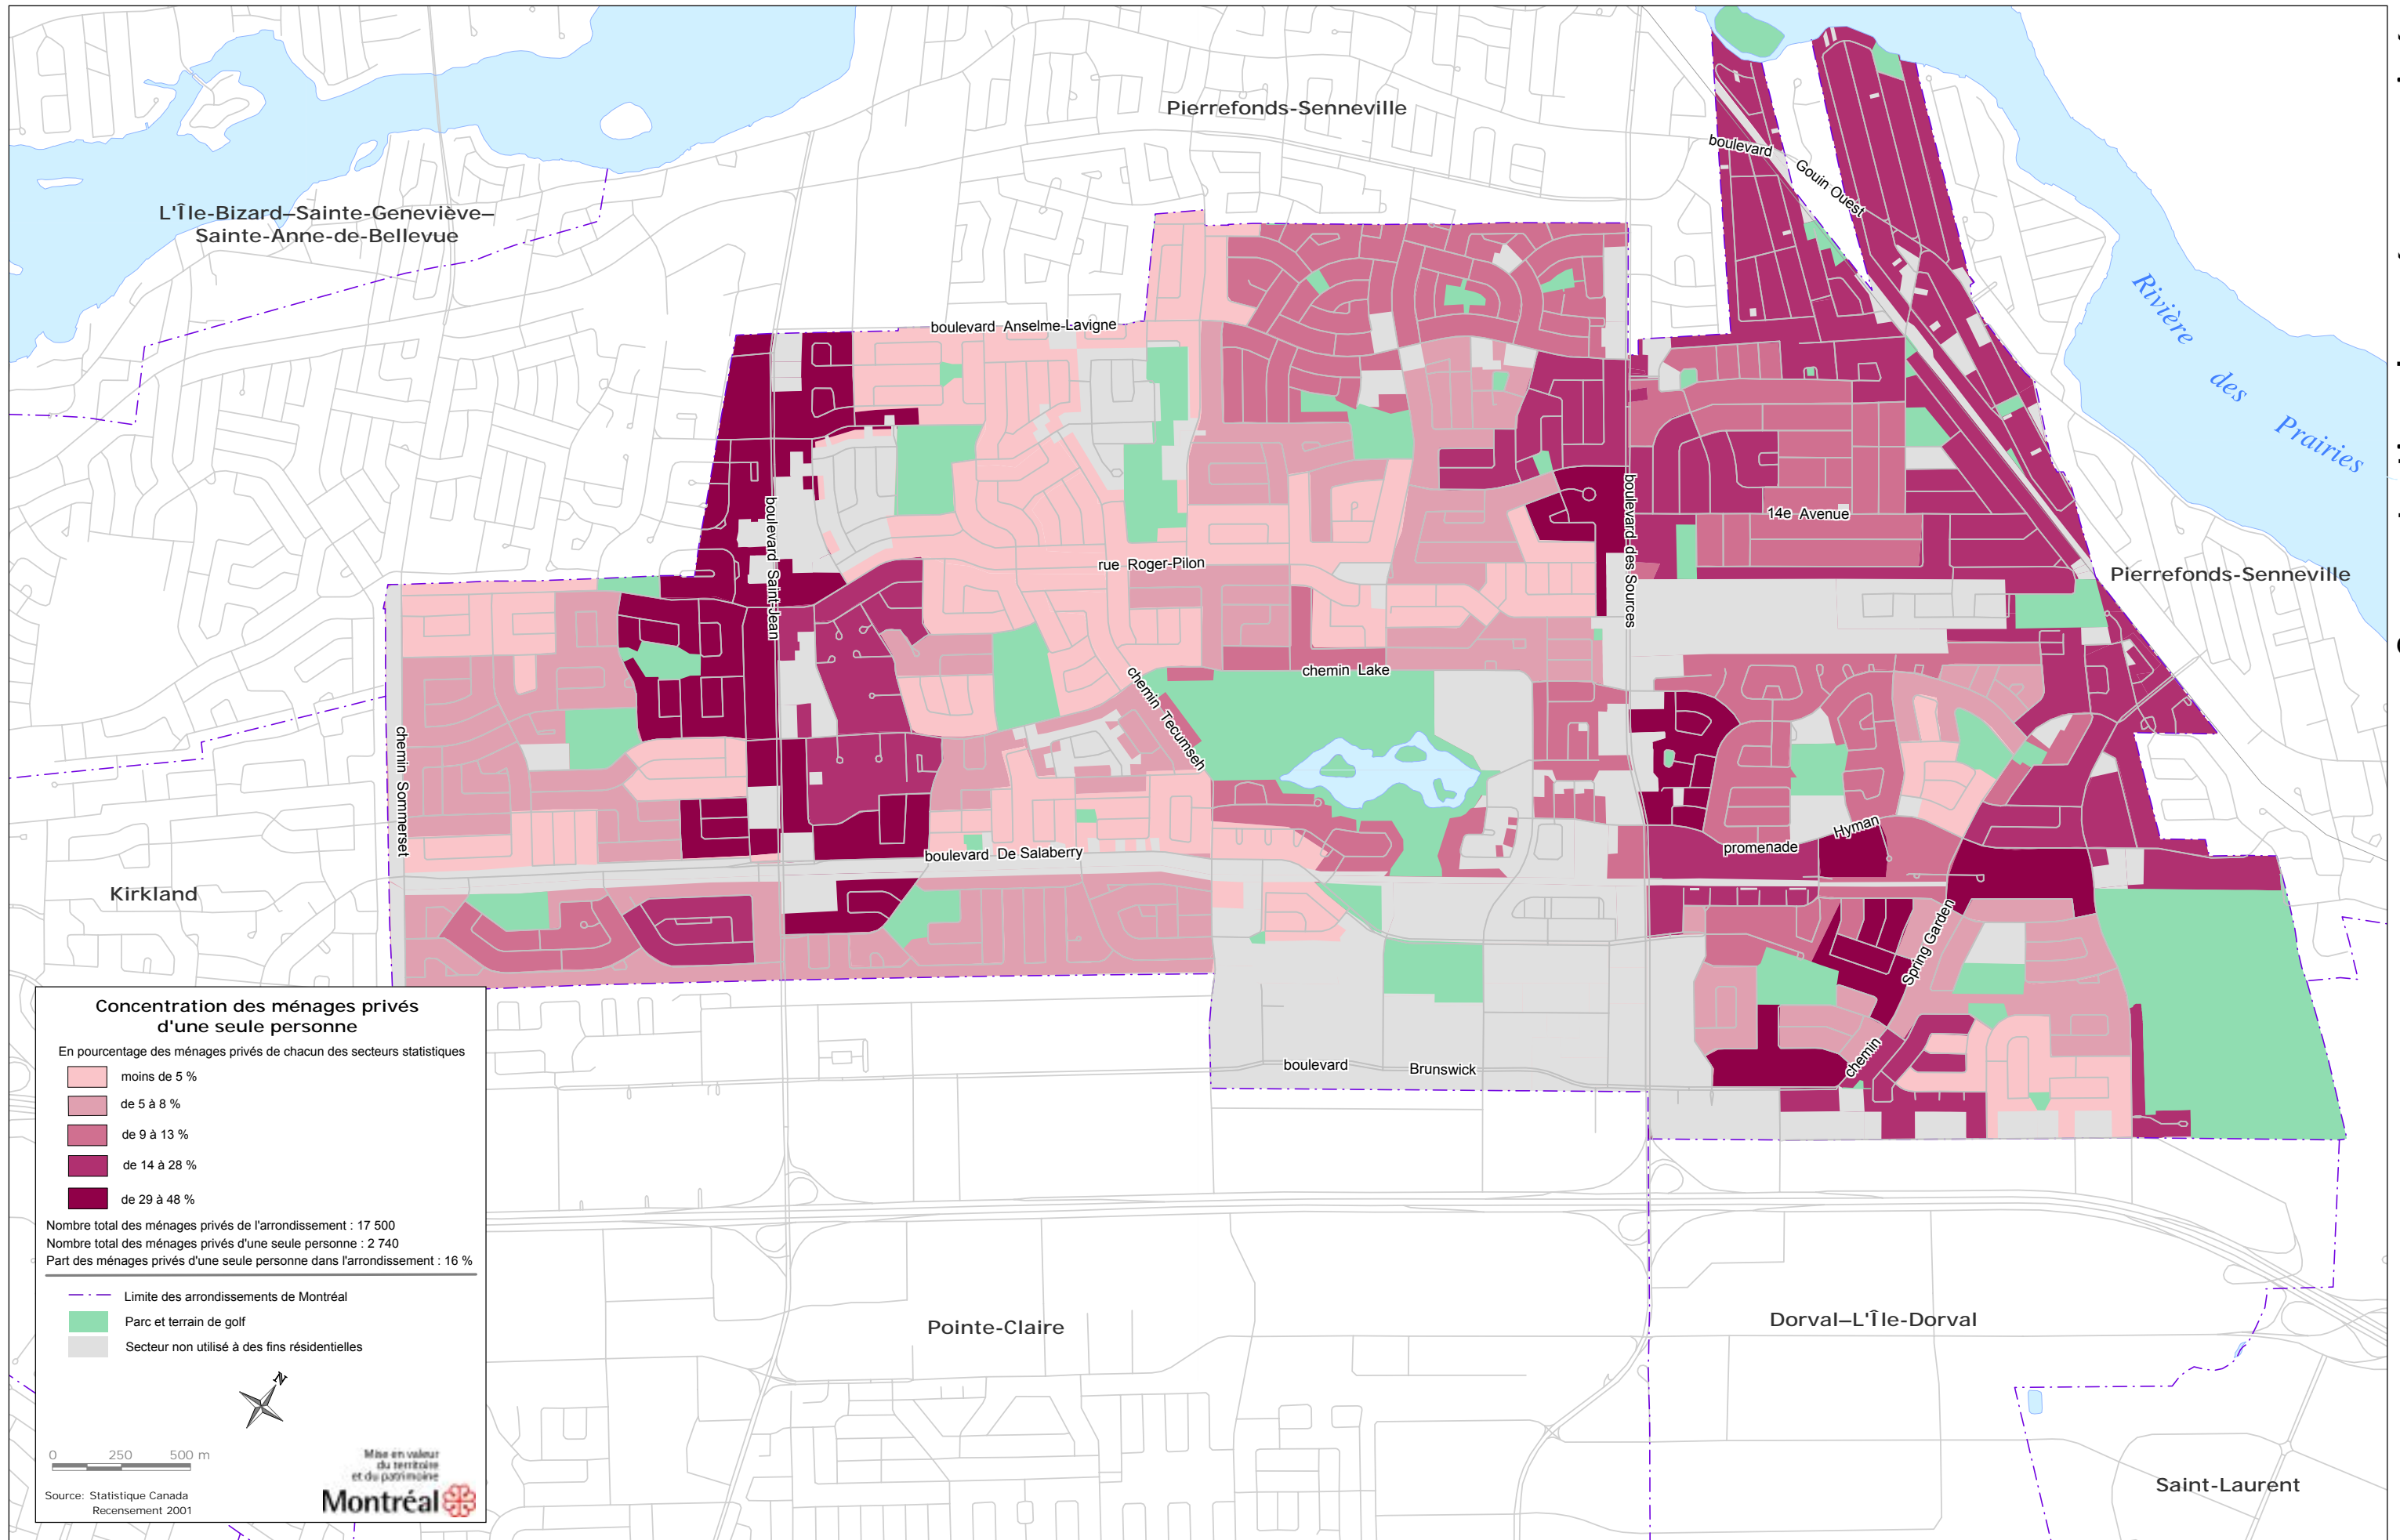 Pierrefonds-Senneville
boulevard
Gouin Ouest
L'Île-Bizard–Sainte-Geneviève–
Sainte-Anne-de-Bellevue
Rivière
des
Prairies
boulevard Anselme-Lavigne
boulevard Saint-Jean
boulevard des Sources
14e Avenue
rue Roger-Pilon
Pierrefonds-Senneville
chemin Lake
chemin Tecumseh
chemin Sommerset
Hyman
promenade
boulevard De Salaberry
Kirkland
Spring Garden
chemin
boulevard Brunswick
Concentration des ménages privés
d'une seule personne
En pourcentage des ménages privés de chacun des secteurs statistiques
moins de 5 %
de 5 à 8 %
de 9 à 13 %
de 14 à 28 %
de 29 à 48 %
Nombre total des ménages privés de l'arrondissement : 17 500
Nombre total des ménages privés d'une seule personne : 2 740
Part des ménages privés d'une seule personne dans l'arrondissement : 16 %
Limite des arrondissements de Montréal
Parc et terrain de golf
Secteur non utilisé à des fins résidentielles
N
0 250 500 m
Mise en valeur
du territoire
et du patrimoine
Montréal
Source: Statistique Canada
Recensement 2001
Pointe-Claire
Dorval–L'Île-Dorval
Saint-Laurent